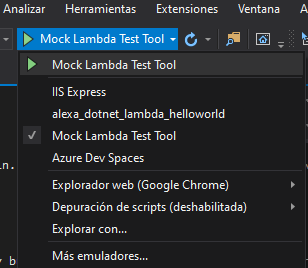 Analizar Herramientas Extensiones Ventana
Mock Lambda Test Tool
Mock Lambda Test Tool
IIS Express
alexa_dotnet_lambda_helloworld
Mock Lambda Test Tool
Azure Dev Spaces
Explorador web (Google Chrome)
Depuración de scripts (deshabilitada)
Explorar con...
Más emuladores...